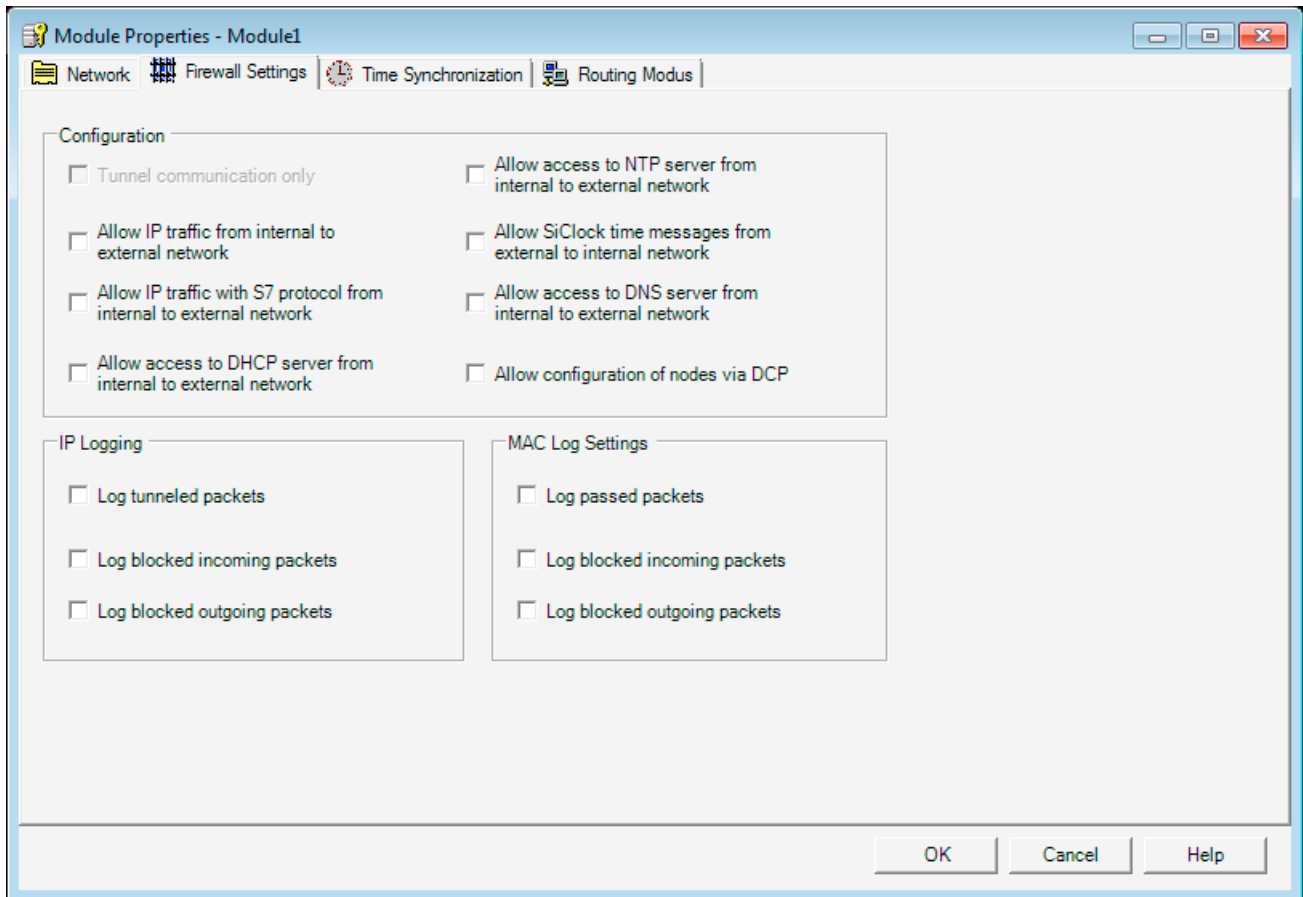 Module Properties - Module1
Network
Firewall Settings
Time Synchronization
Routing Modus
Configuration
Tunnel communication only
Allow access to NTP server from
internal to external network
Allow IP traffic from internal to
external network
Allow SiClock time messages from
external to internal network
Allow IP traffic with S7 protocol from
internal to external network
Allow access to DNS server from
internal to external network
Allow access to DHCP server from
internal to external network
Allow configuration of nodes via DCP
IP Logging
Log tunneled packets
Log blocked incoming packets
Log blocked outgoing packets
MAC Log Settings
Log passed packets
Log blocked incoming packets
Log blocked outgoing packets
OK
Cancel
Help